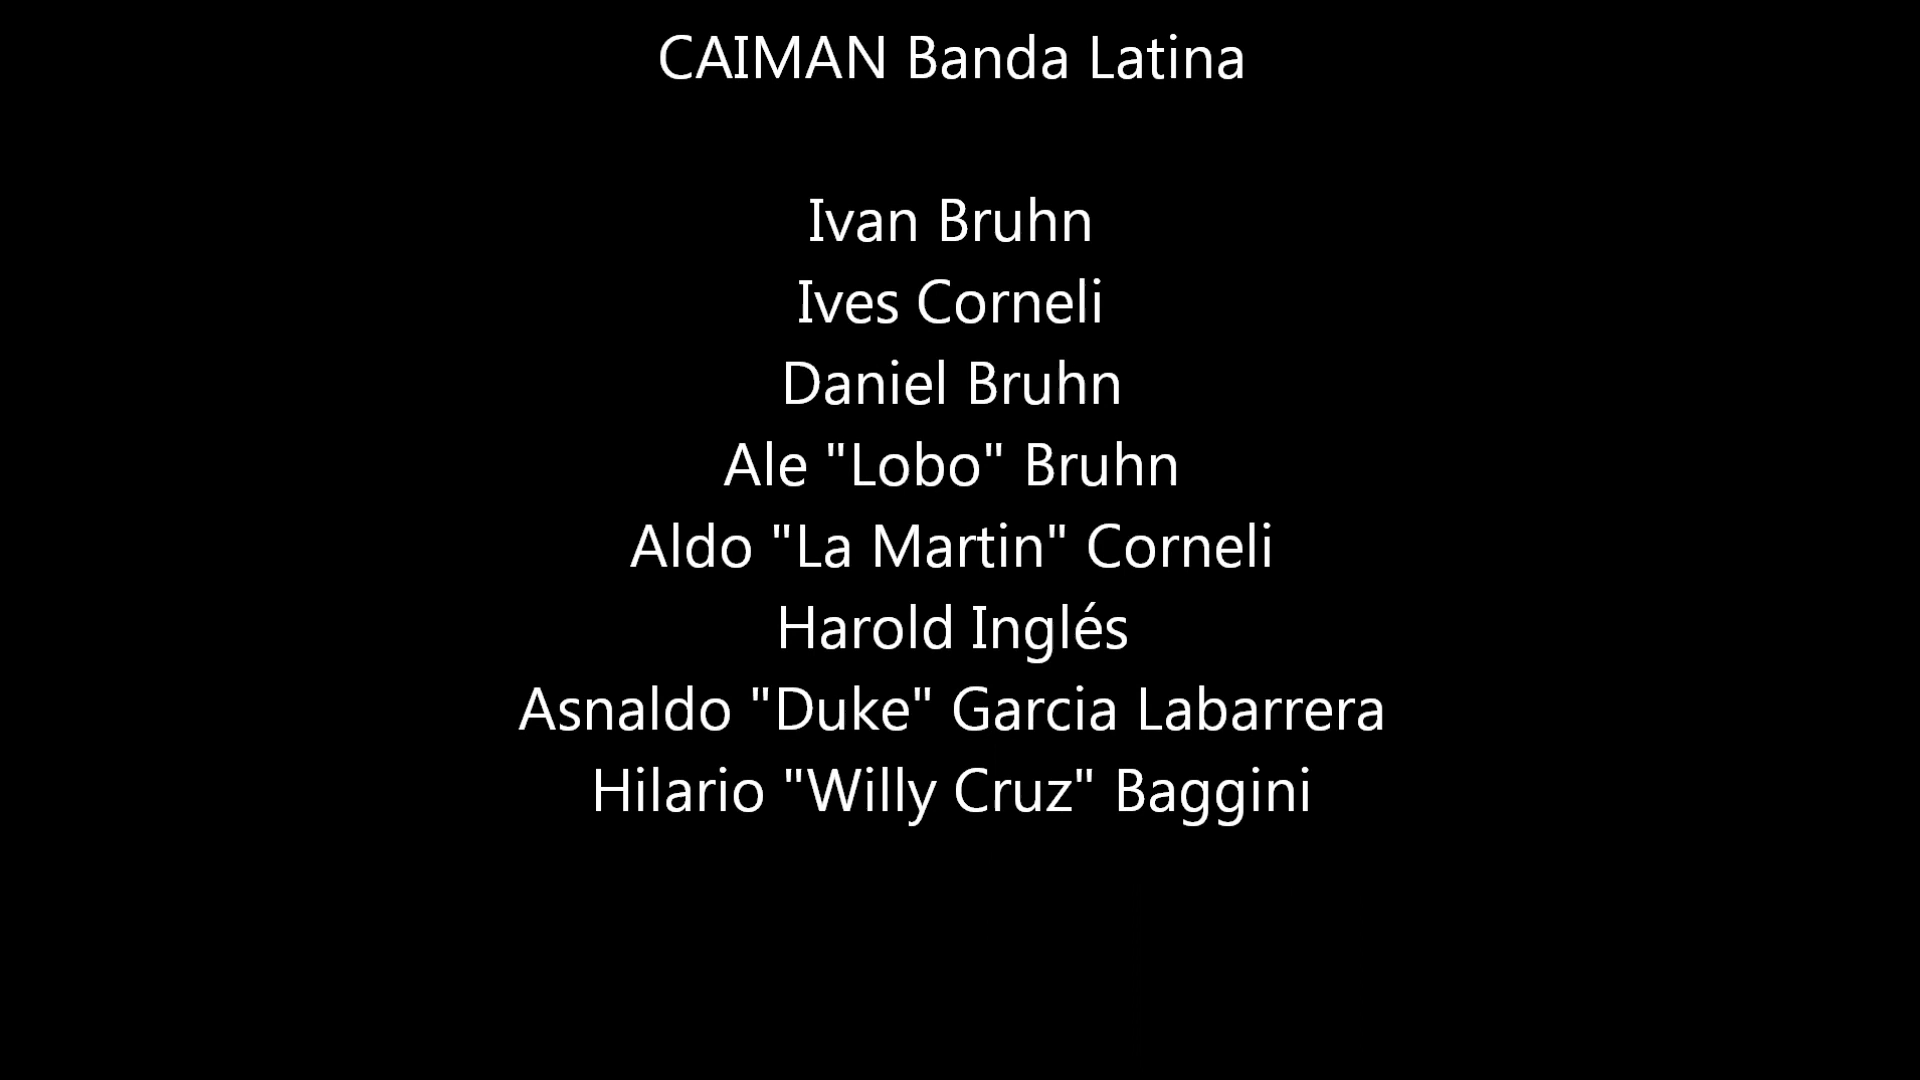 CAIMAN Banda Latina
Ivan Bruhn
Ives Corneli
Daniel Bruhn
Ale "Lobo" Bruhn
Aldo "La Martin" Corneli
Harold Inglés
Asnaldo "Duke" Garcia Labarrera
Hilario "Willy Cruz" Baggini